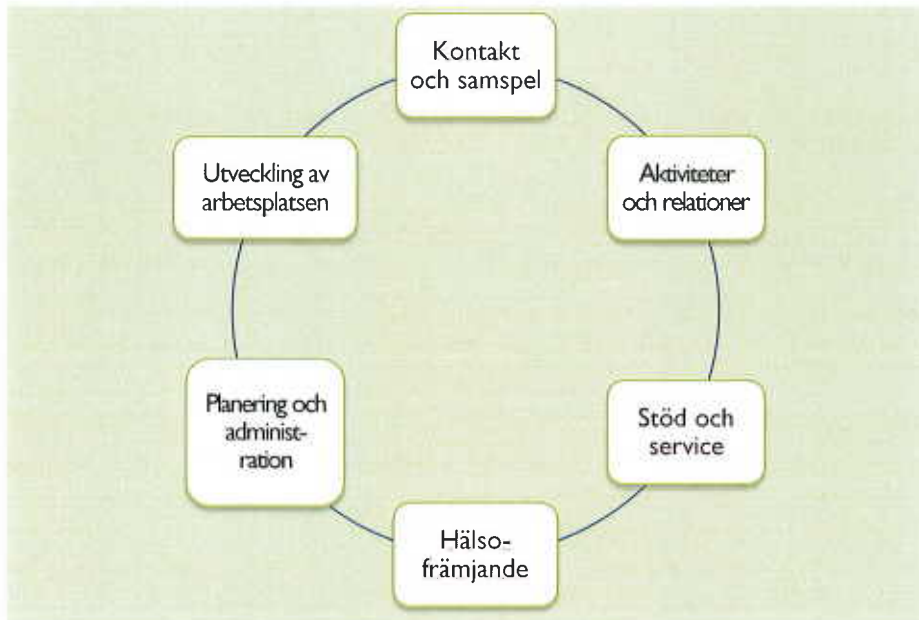 Kontakt
och samspel
Aktiviteter
och relationer
Stöd och
service
Hälso-
främjande
Planering och
administ-
ration
Utveckling av
arbetsplatsen